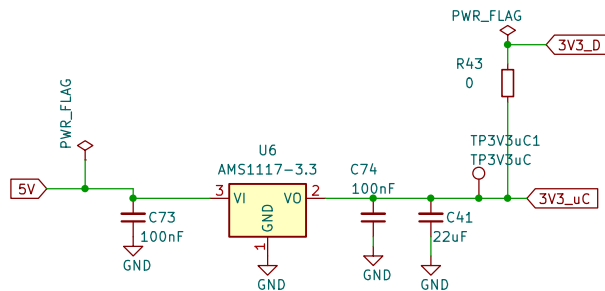 PWR_FLAG
3V3_D
R43
0
PWR_FLAG
U6
AMS1117-3.3
C74
100nF
TP3V3uC1
TP3V3uC
5V
3
VI
VO
2
3V3_uC
GND
1
C73
100nF
C41
22uF
GND
GND
GND
GND